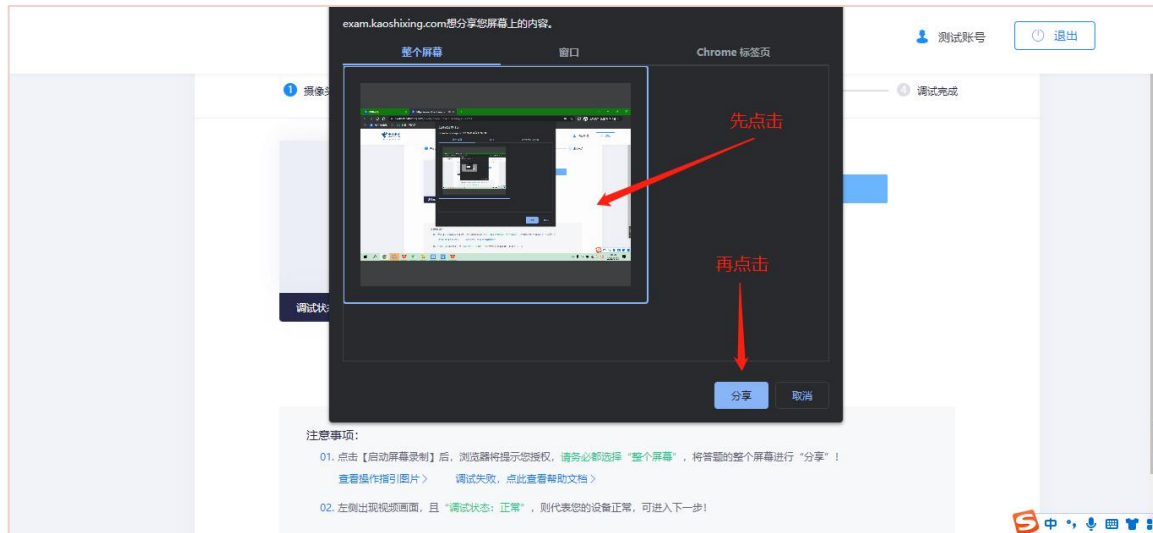 exam.kaoshixing.com想分享您屏幕上的内容。
整个屏幕 窗口 Chrome 标签页
测试账号 退出
1 摄像头
4 调试完成
先点击
再点击
调试状态
分享 取消
注意事项:
01. 点击【启动屏幕录制】后，浏览器将提示您授权，请务必都选择“整个屏幕”，将答题的整个屏幕进行“分享”！
查看操作指引图片> 调试失败，点此查看帮助文档>
02. 左侧出现视频画面，且“调试状态：正常”，则代表您的设备正常，可进入下一步！
S 中